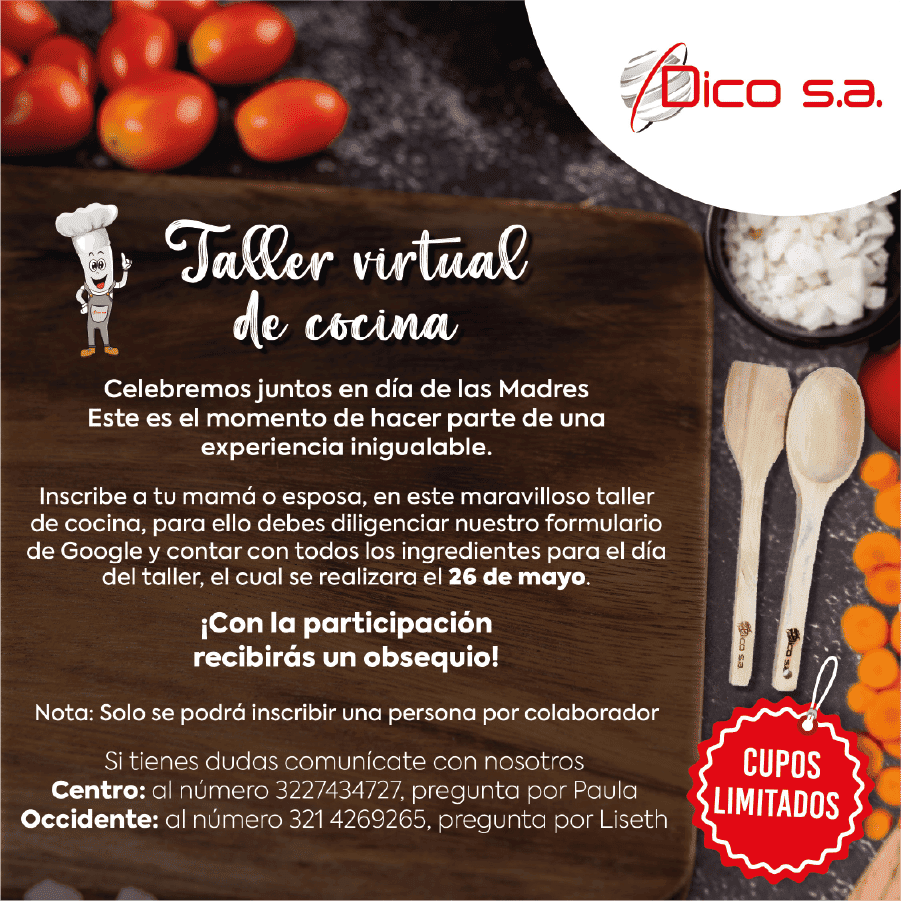 Dico s.a.
Taller virtual
de cocina
Celebremos juntos en día de las Madres
Este es el momento de hacer parte de una
experiencia inigualable.
Inscribe a tu mamá o esposa, en este maravilloso taller
de cocina, para ello debes diligenciar nuestro formulario
de Google y contar con todos los ingredientes para el día
del taller, el cual se realizara el 26 de mayo.
¡Con la participación
recibirás un obsequio!
Nota: Solo se podrá inscribir una persona por colaborador
Si tienes dudas comunícate con nosotros
Centro: al número 3227434727, pregunta por Paula
Occidente: al número 321 4269265, pregunta por Liseth
Dico s.a
Dico s.a
CUPOS
LIMITADOS